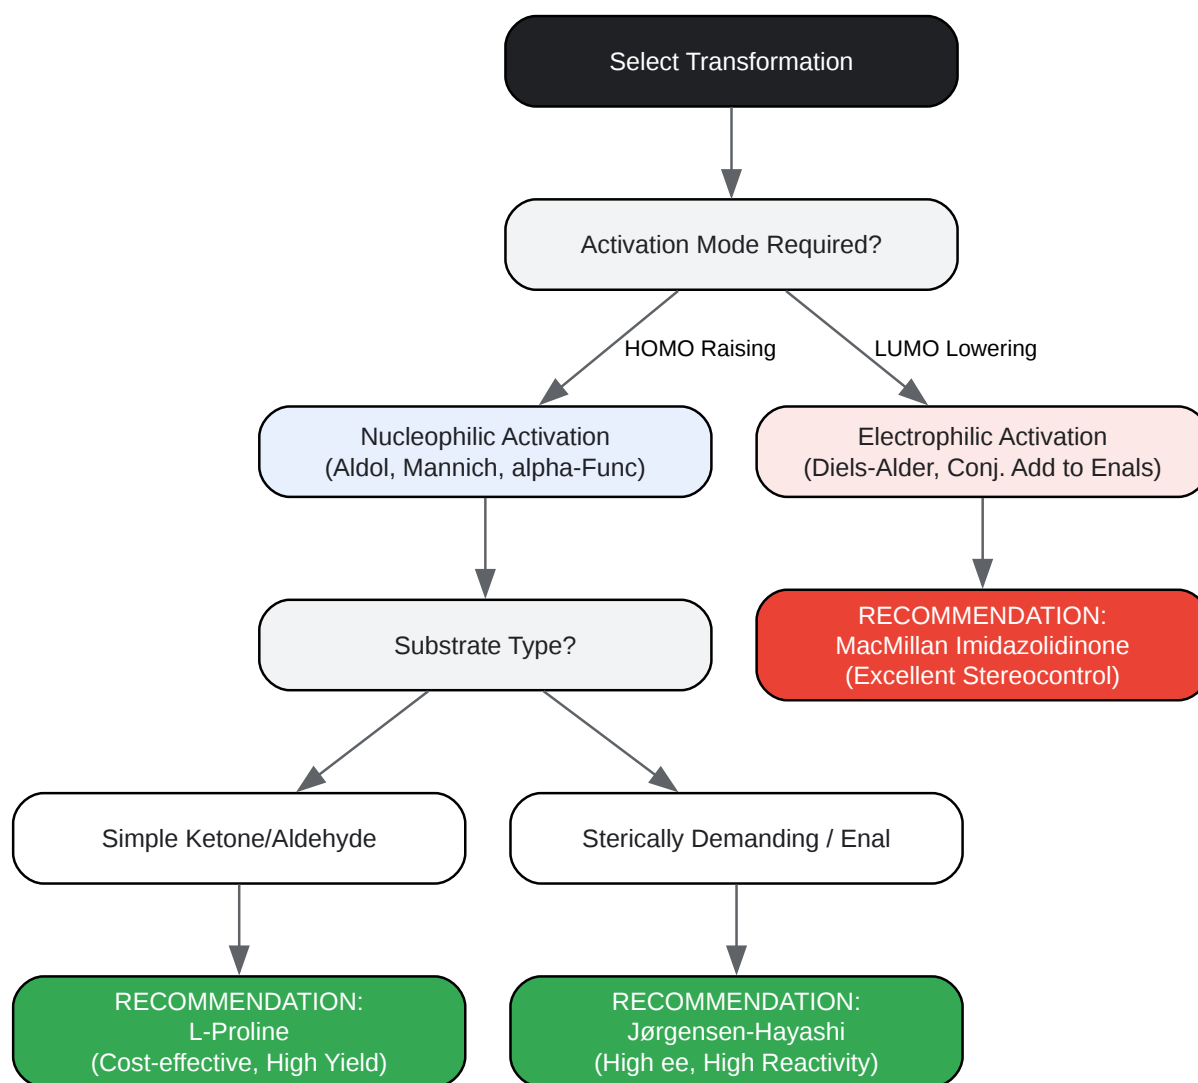 Select Transformation
Activation Mode Required?
HOMO Raising
LUMO Lowering
Nucleophilic Activation
(Aldol, Mannich, alpha-Func)
Electrophilic Activation
(Diels-Alder, Conj. Add to Enals)
Substrate Type?
RECOMMENDATION:
MacMillan Imidazolidinone
(Excellent Stereocontrol)
Simple Ketone/Aldehyde
Sterically Demanding / Enal
RECOMMENDATION:
L-Proline
(Cost-effective, High Yield)
RECOMMENDATION:
Jørgensen-Hayashi
(High ee, High Reactivity)